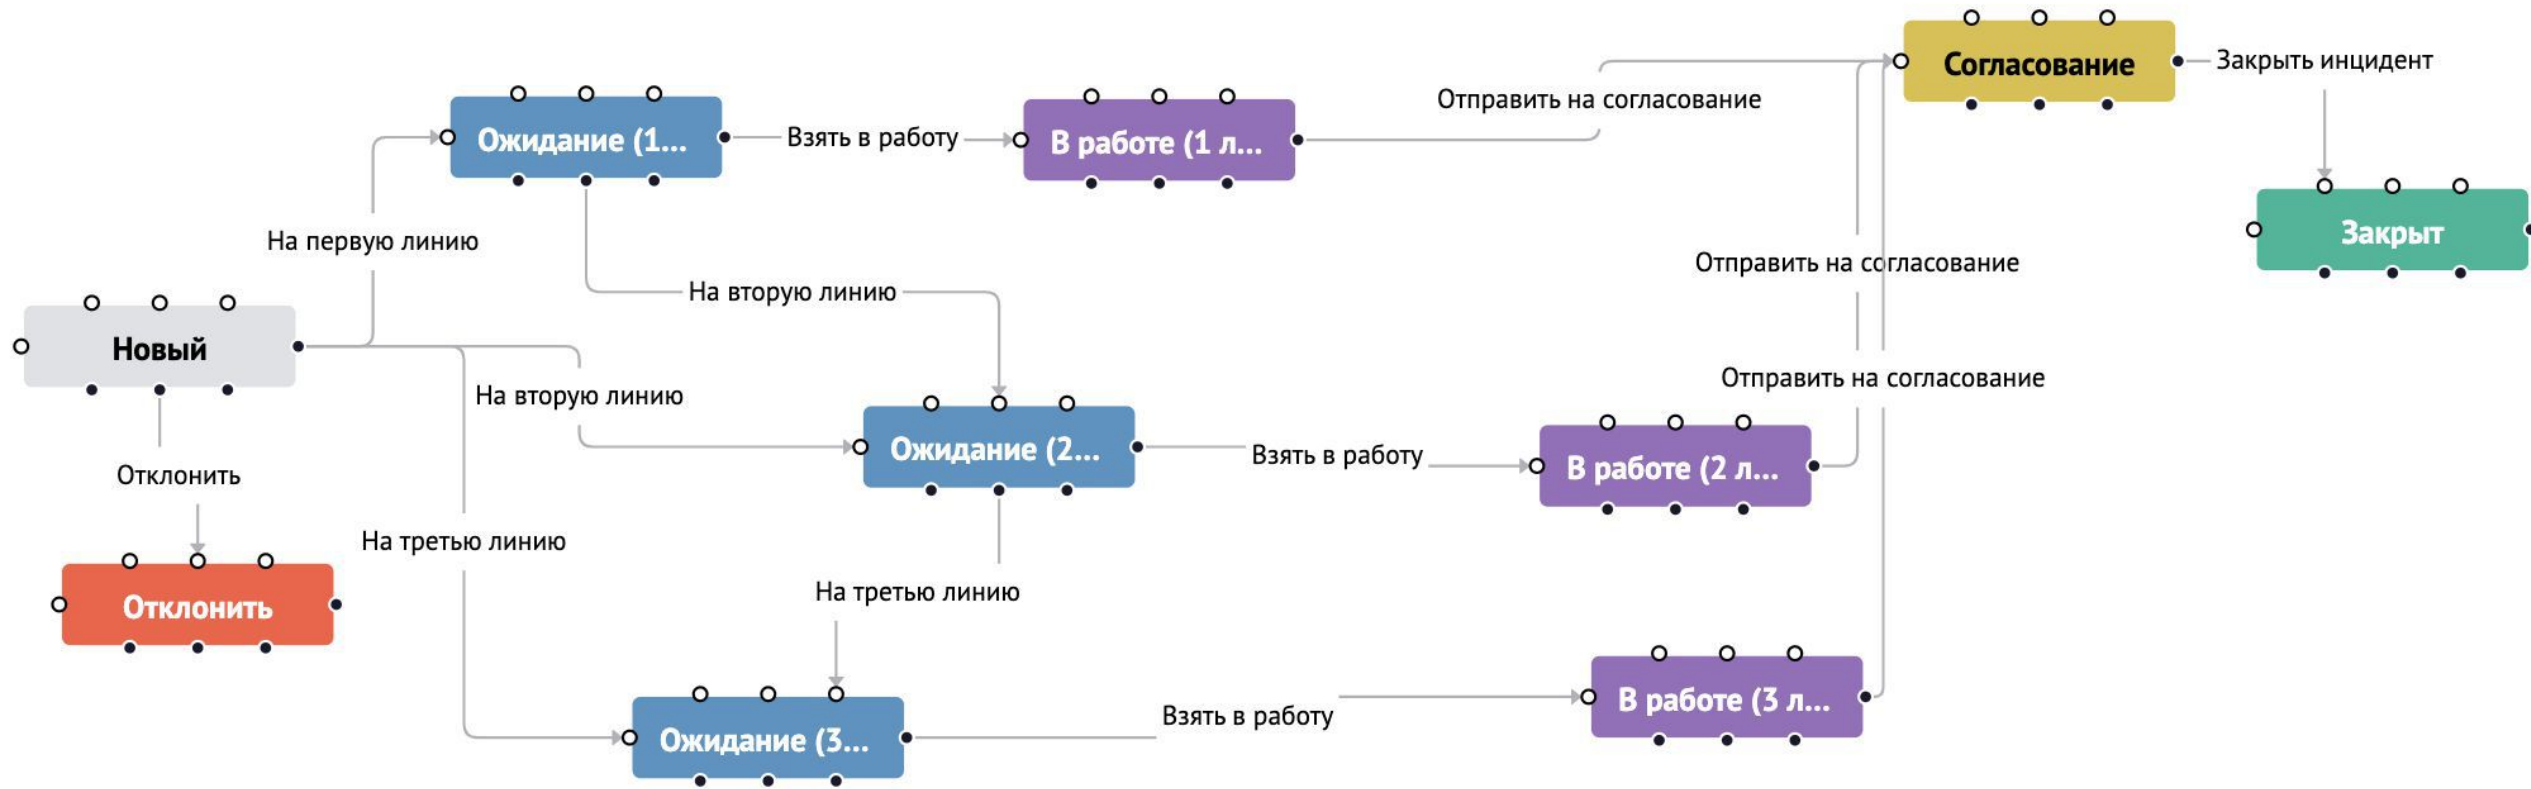 Согласование
Закрыть инцидент
Отправить на согласование
Ожидание (1...
Взять в работу
В работе (1 л...
Закрыт
На первую линию
Отправить на согласование
На вторую линию
Новый
Отправить на согласование
На вторую линию
Ожидание (2...
Взять в работу
В работе (2 л...
Отклонить
На третью линию
На третью линию
Отклонить
В работе (3 л...
Взять в работу
Ожидание (3...